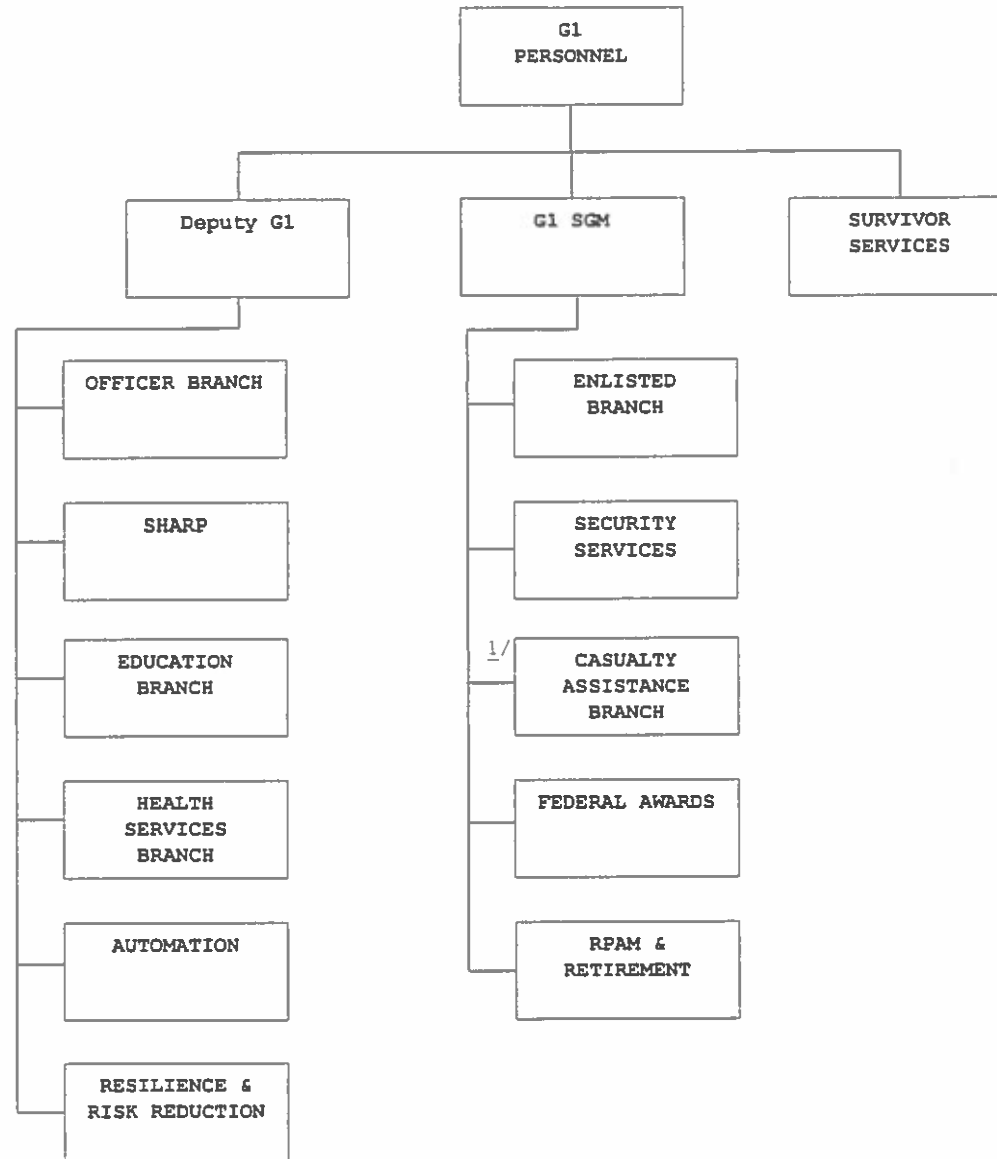 G1
PERSONNEL
Deputy G1
G1 SGM
SURVIVOR
SERVICES
OFFICER BRANCH
SHARP
EDUCATION
BRANCH
HEALTH
SERVICES
BRANCH
AUTOMATION
RESILIENCE &
RISK REDUCTION
ENLISTED
BRANCH
SECURITY
SERVICES
1/
CASUALTY
ASSISTANCE
BRANCH
FEDERAL AWARDS
RPAM &
RETIREMENT